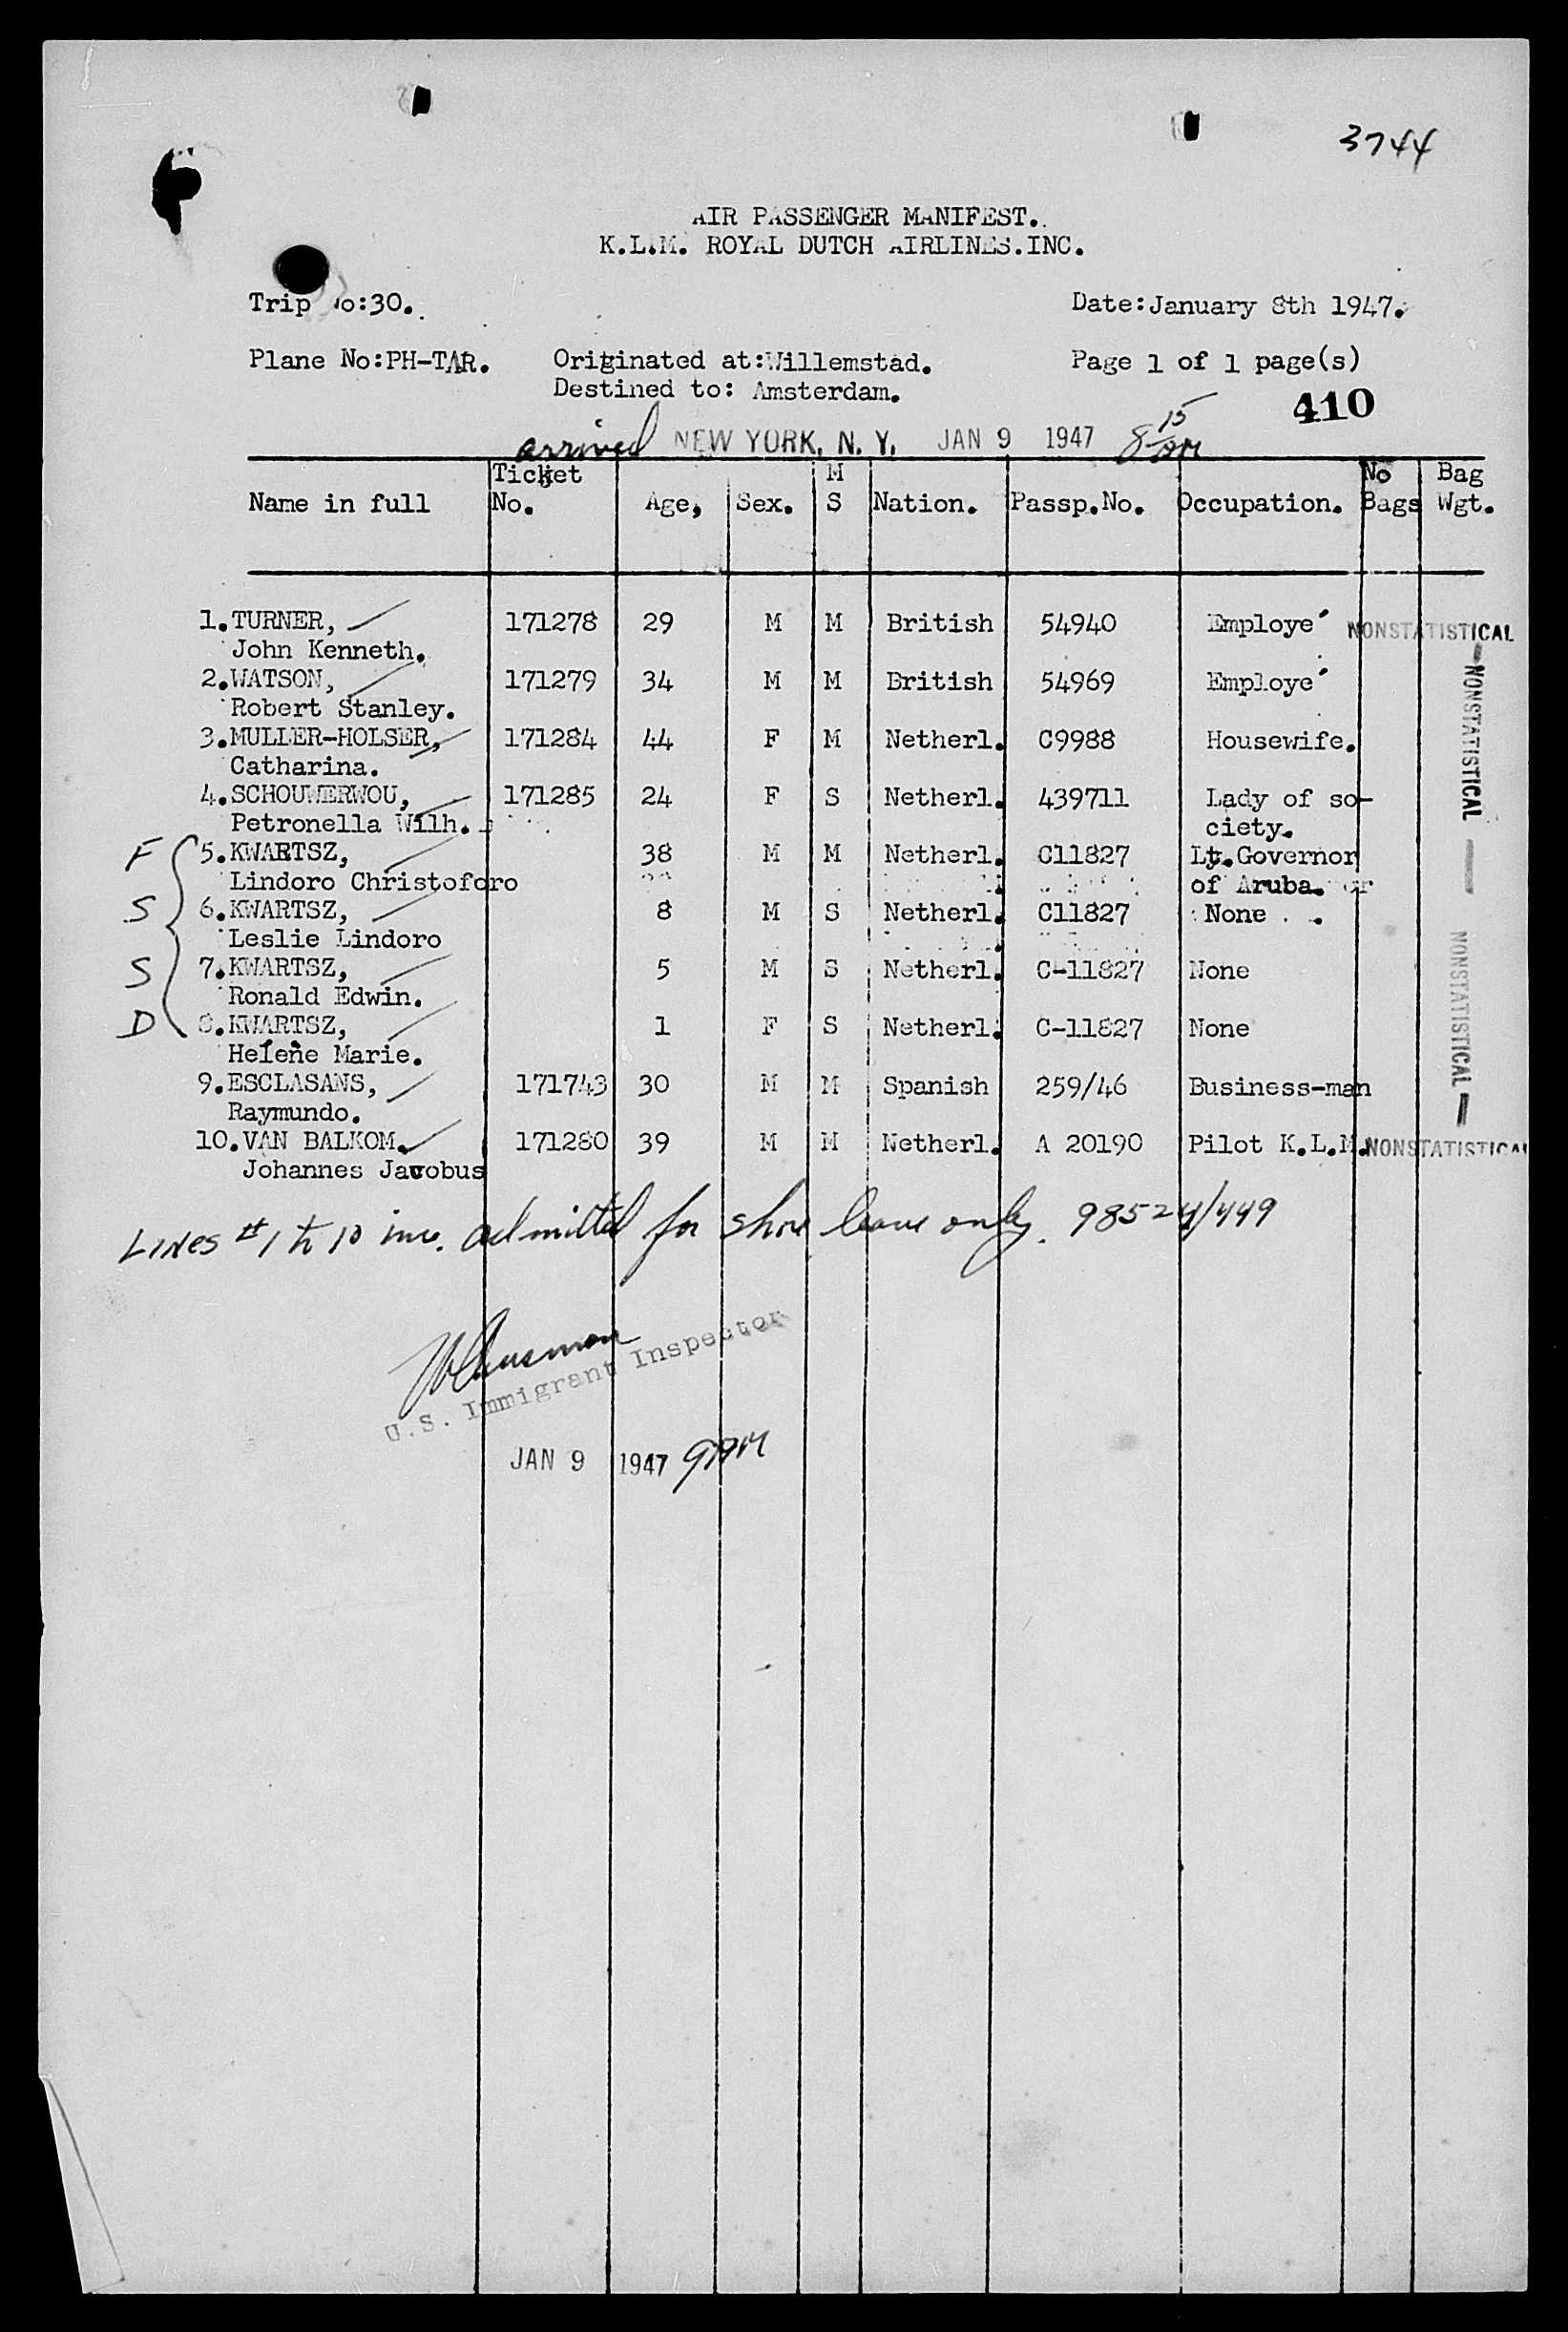 3744
AIR PASSENGER MANIFEST.
K.L.M. ROYAL DUTCH AIRLINES.INC.
Trip No:30. Date:January 8th 1947.
Plane No:PH-TAR. Originated at:Willemstad. Page 1 of 1 page(s)
Destined to: Amsterdam.
410
arrived NEW YORK, N. Y. JAN 9 1947 8 15 PM
Name in full Ticket No. Age, Sex. M S Nation. Passp.No. Occupation. No Bags Bag Wgt.
1.TURNER, 171278 29 M M British 54940 Employe' NONSTATISTICAL
John Kenneth.
2.WATSON, 171279 34 M M British 54969 Employe'
Robert Stanley.
3.MULLER-HOLSER, 171284 44 F M Netherl. C9988 Housewife.
Catharina.
4.SCHOUWERWOU, 171285 24 F S Netherl. 439711 Lady of so-
Petronella Wilh. ciety.
F 5.KWARTSZ, 38 M M Netherl. C11827 Lt.Governor
Lindoro Christoforo of Aruba.
S 6.KWARTSZ, 8 M S Netherl. C11827 None .
Leslie Lindoro
S 7.KWARTSZ, 5 M S Netherl. C-11827 None
Ronald Edwin.
D 8.KWARTSZ, 1 F S Netherl. C-11827 None
Helene Marie.
9.ESCLASANS, 171743 30 M M Spanish 259/46 Business-man
Raymundo.
10.VAN BALKOM. 171280 39 M M Netherl. A 20190 Pilot K.L.M. NONSTATISTICAL
Johannes Jacobus
NONSTATISTICAL
NONSTATISTICAL
Lines #1 to 10 inc. admitted for shore leave only. 98524/449
U.S. Immigrant Inspector
JAN 9 1947 9PM